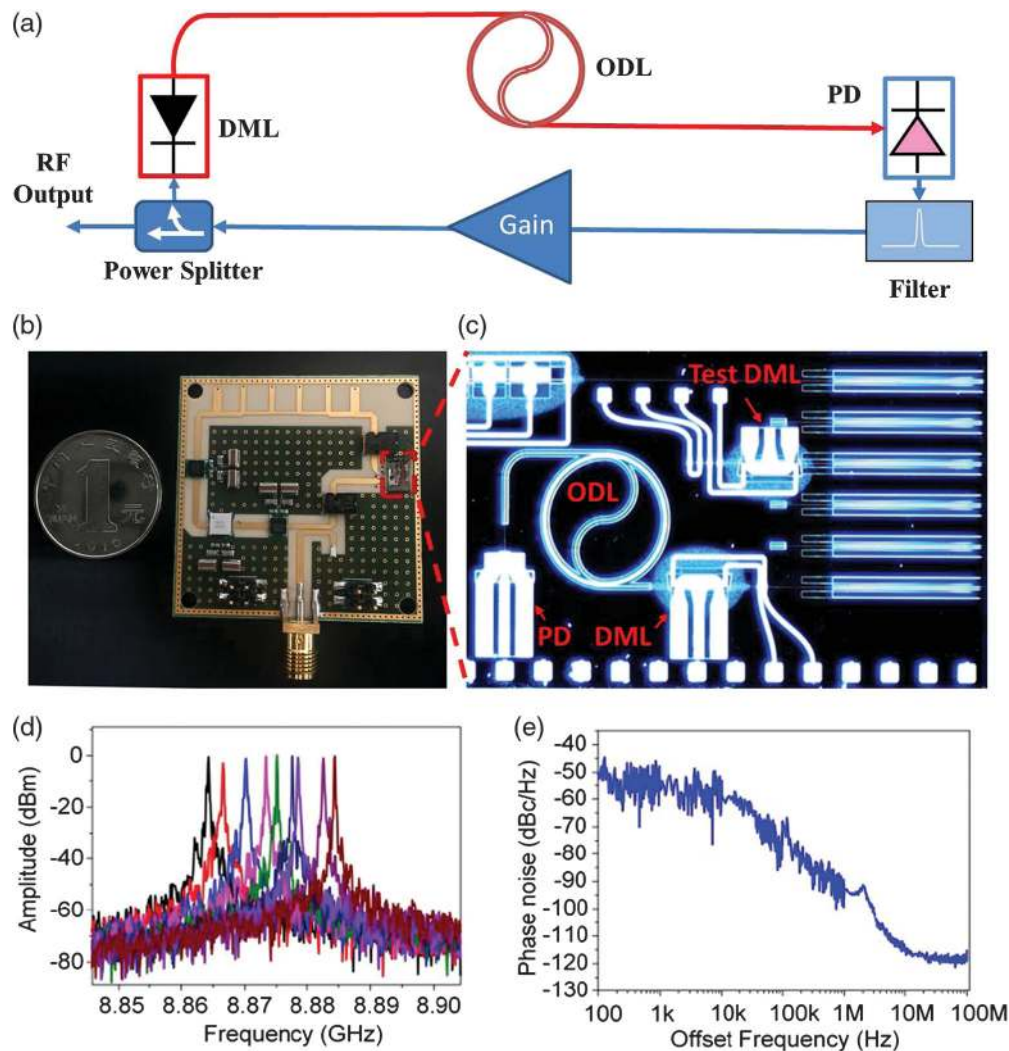 (a)
ODL
PD
DML
RF
Output
Gain
Power Splitter
Filter
(b)
(c)
1
元
2010
Test DML
ODL
PD
DML
(d)
0
-20
-40
-60
-80
Amplitude (dBm)
8.85 8.86 8.87 8.88 8.89 8.90
Frequency (GHz)
(e)
-40
-50
-60
-70
-80
-90
-100
-110
-120
-130
Phase noise (dBc/Hz)
100 1k 10k 100k 1M 10M 100M
Offset Frequency (Hz)